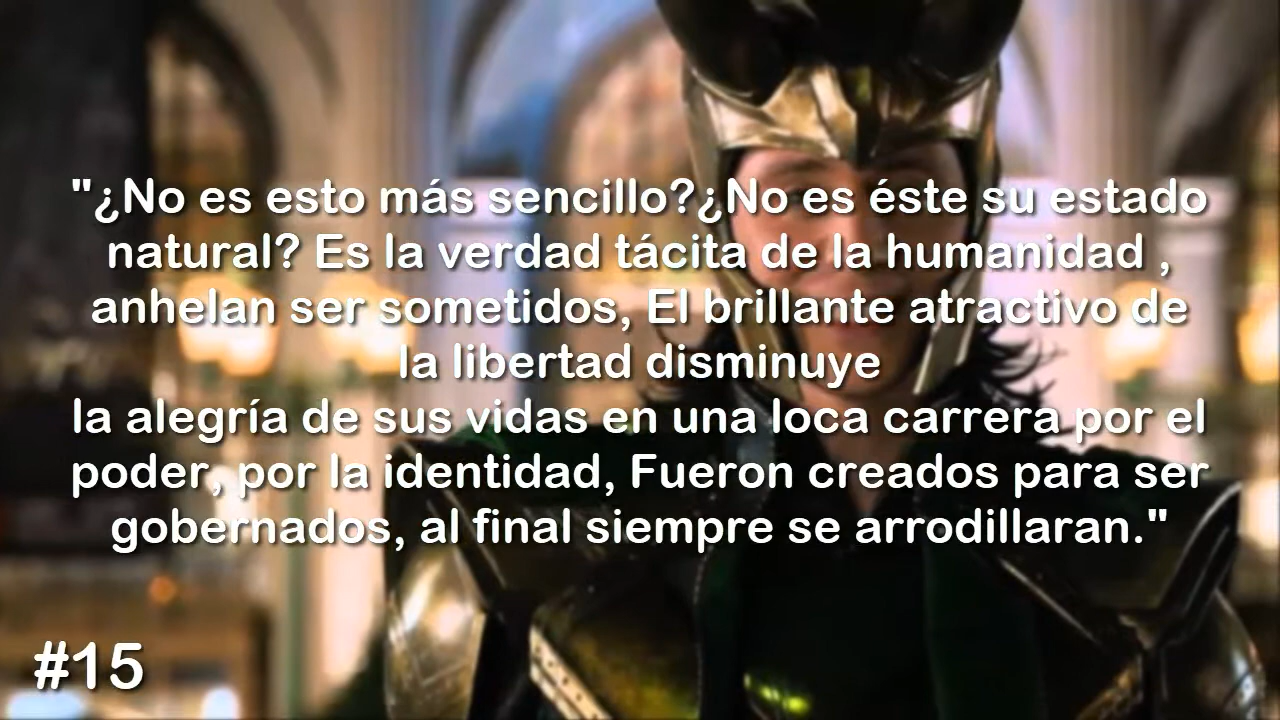 "¿No es esto más sencillo?¿No es éste su estado
natural? Es la verdad tácita de la humanidad ,
anhelan ser sometidos, El brillante atractivo de
la libertad disminuye
la alegría de sus vidas en una loca carrera por el
poder, por la identidad, Fueron creados para ser
gobernados, al final siempre se arrodillaran."
#15